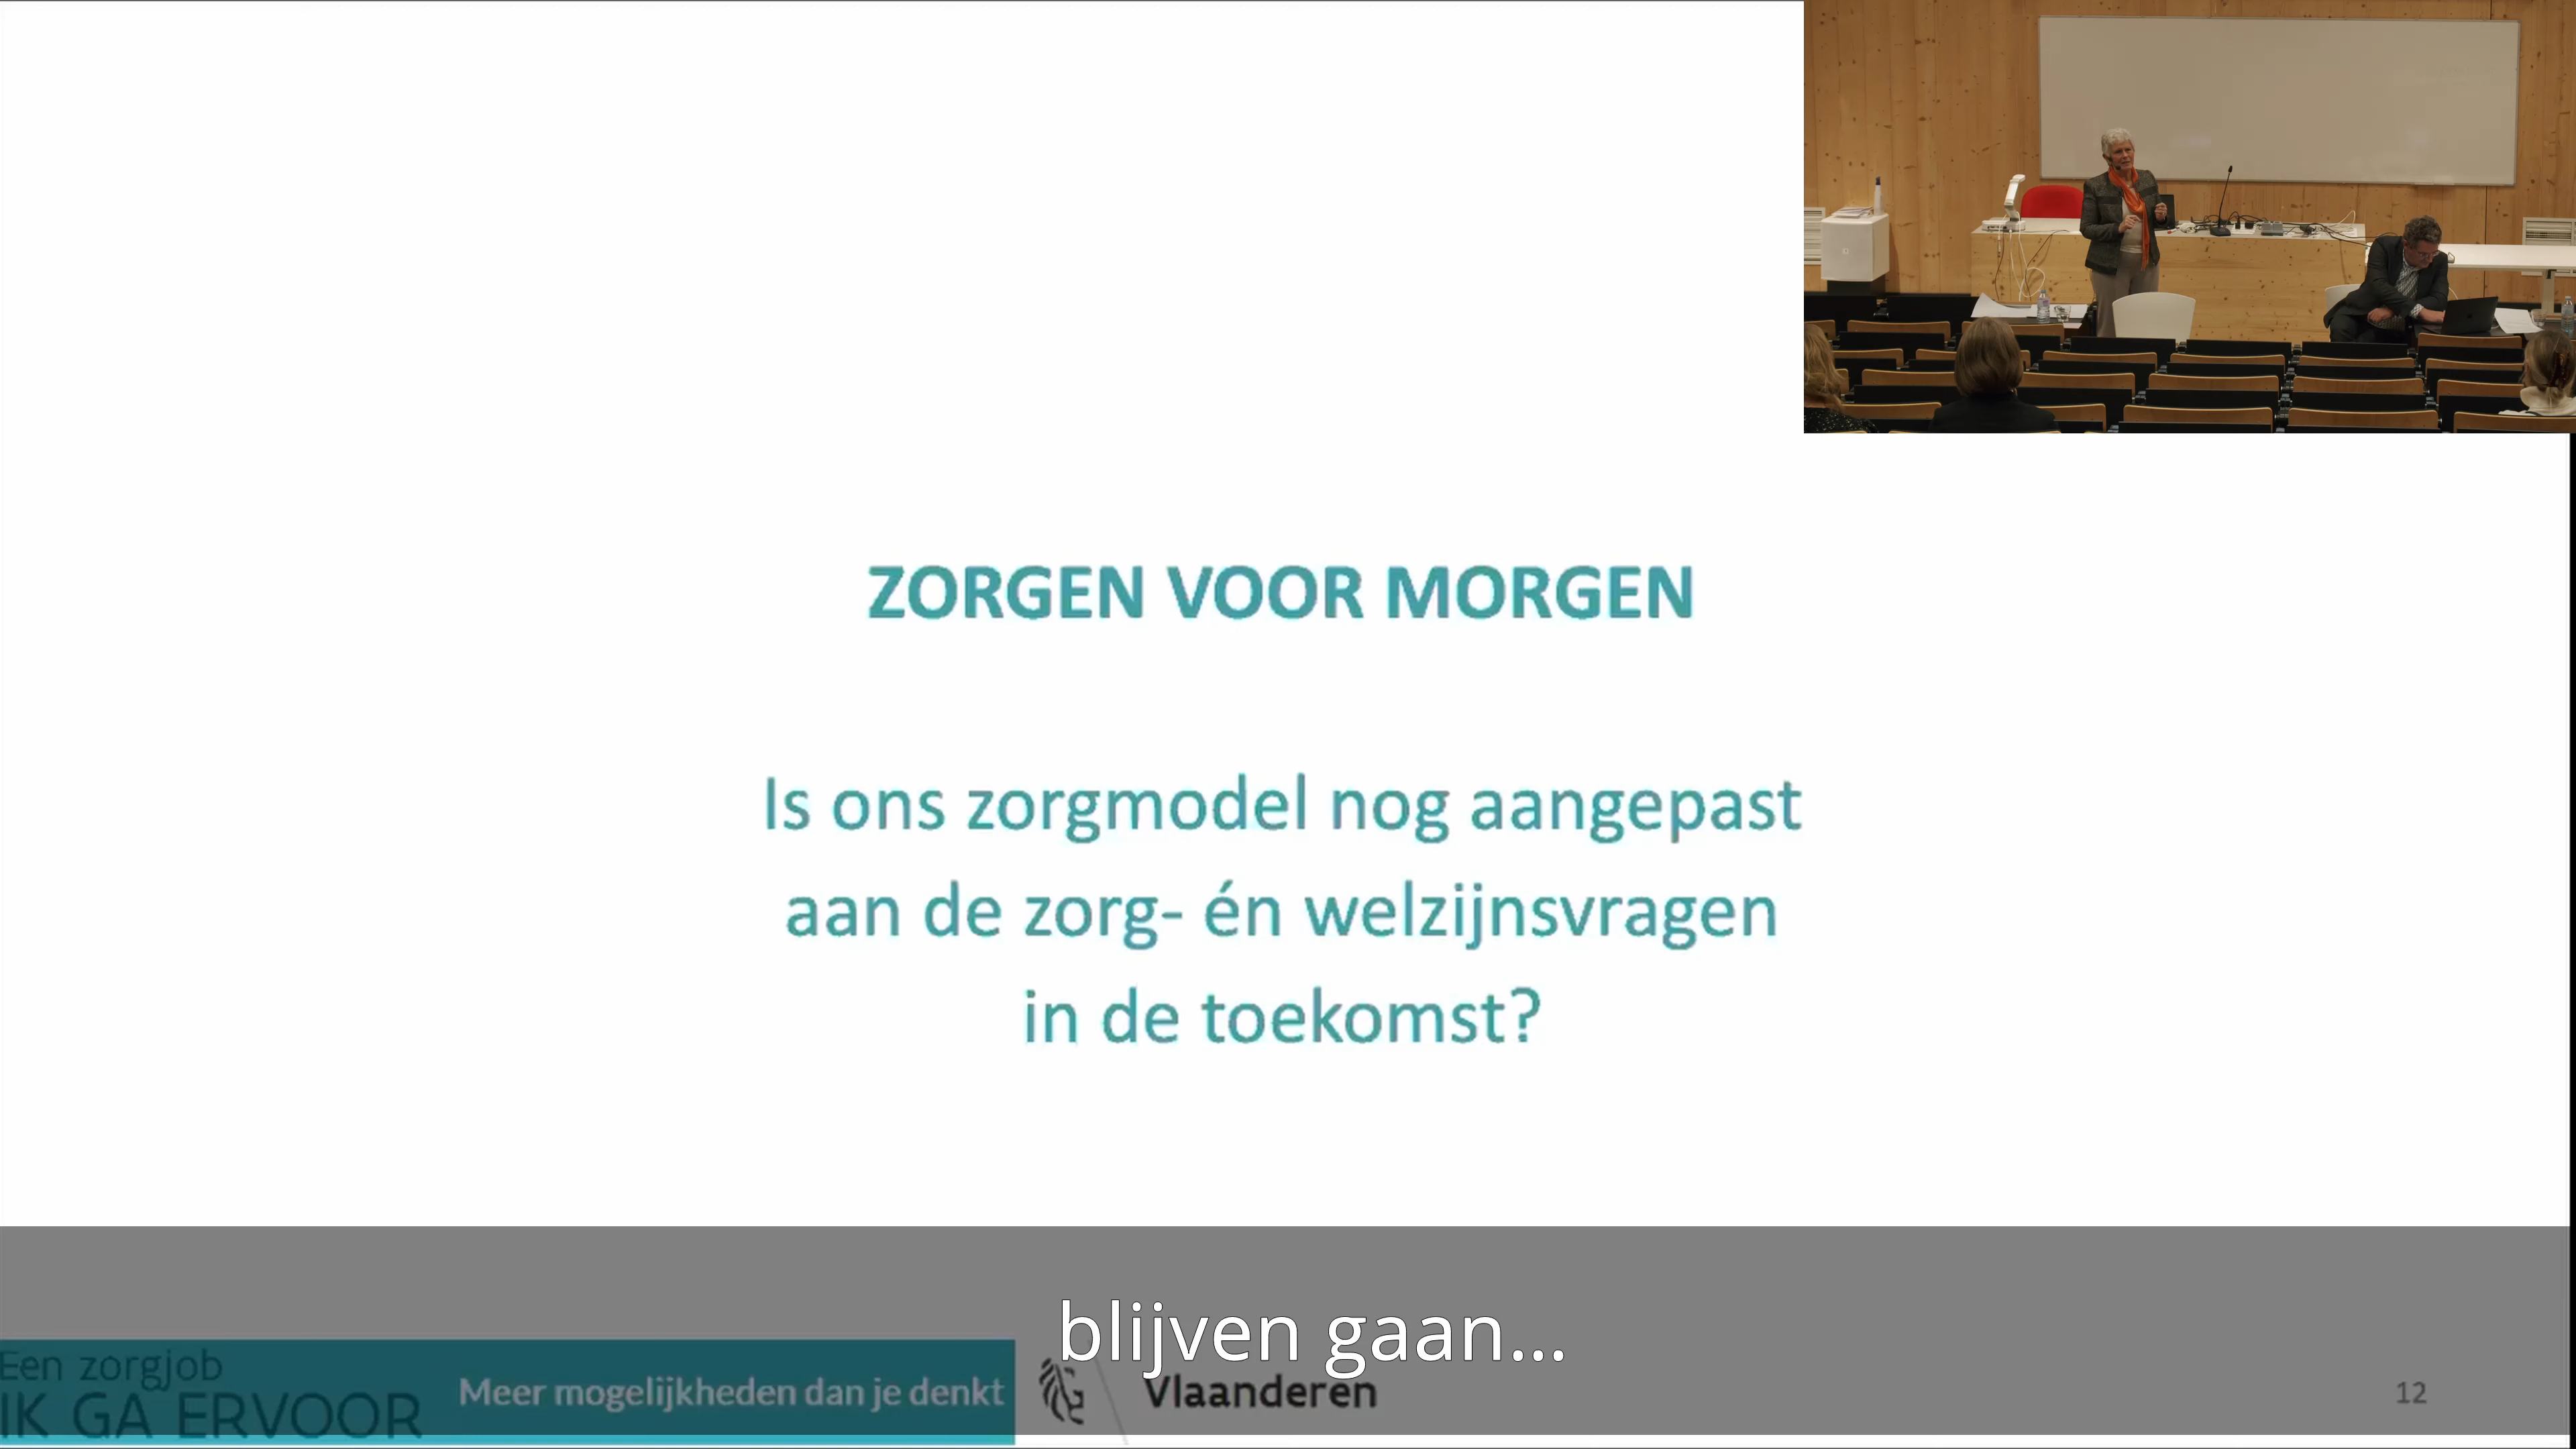 ZORGEN VOOR MORGEN
Is ons zorgmodel nog aangepast
aan de zorg- én welzijnsvragen
in de toekomst?
blijven gaan...
Een zorgjob
IK GA ERVOOR
Meer mogelijkheden dan je denkt
Vlaanderen
12